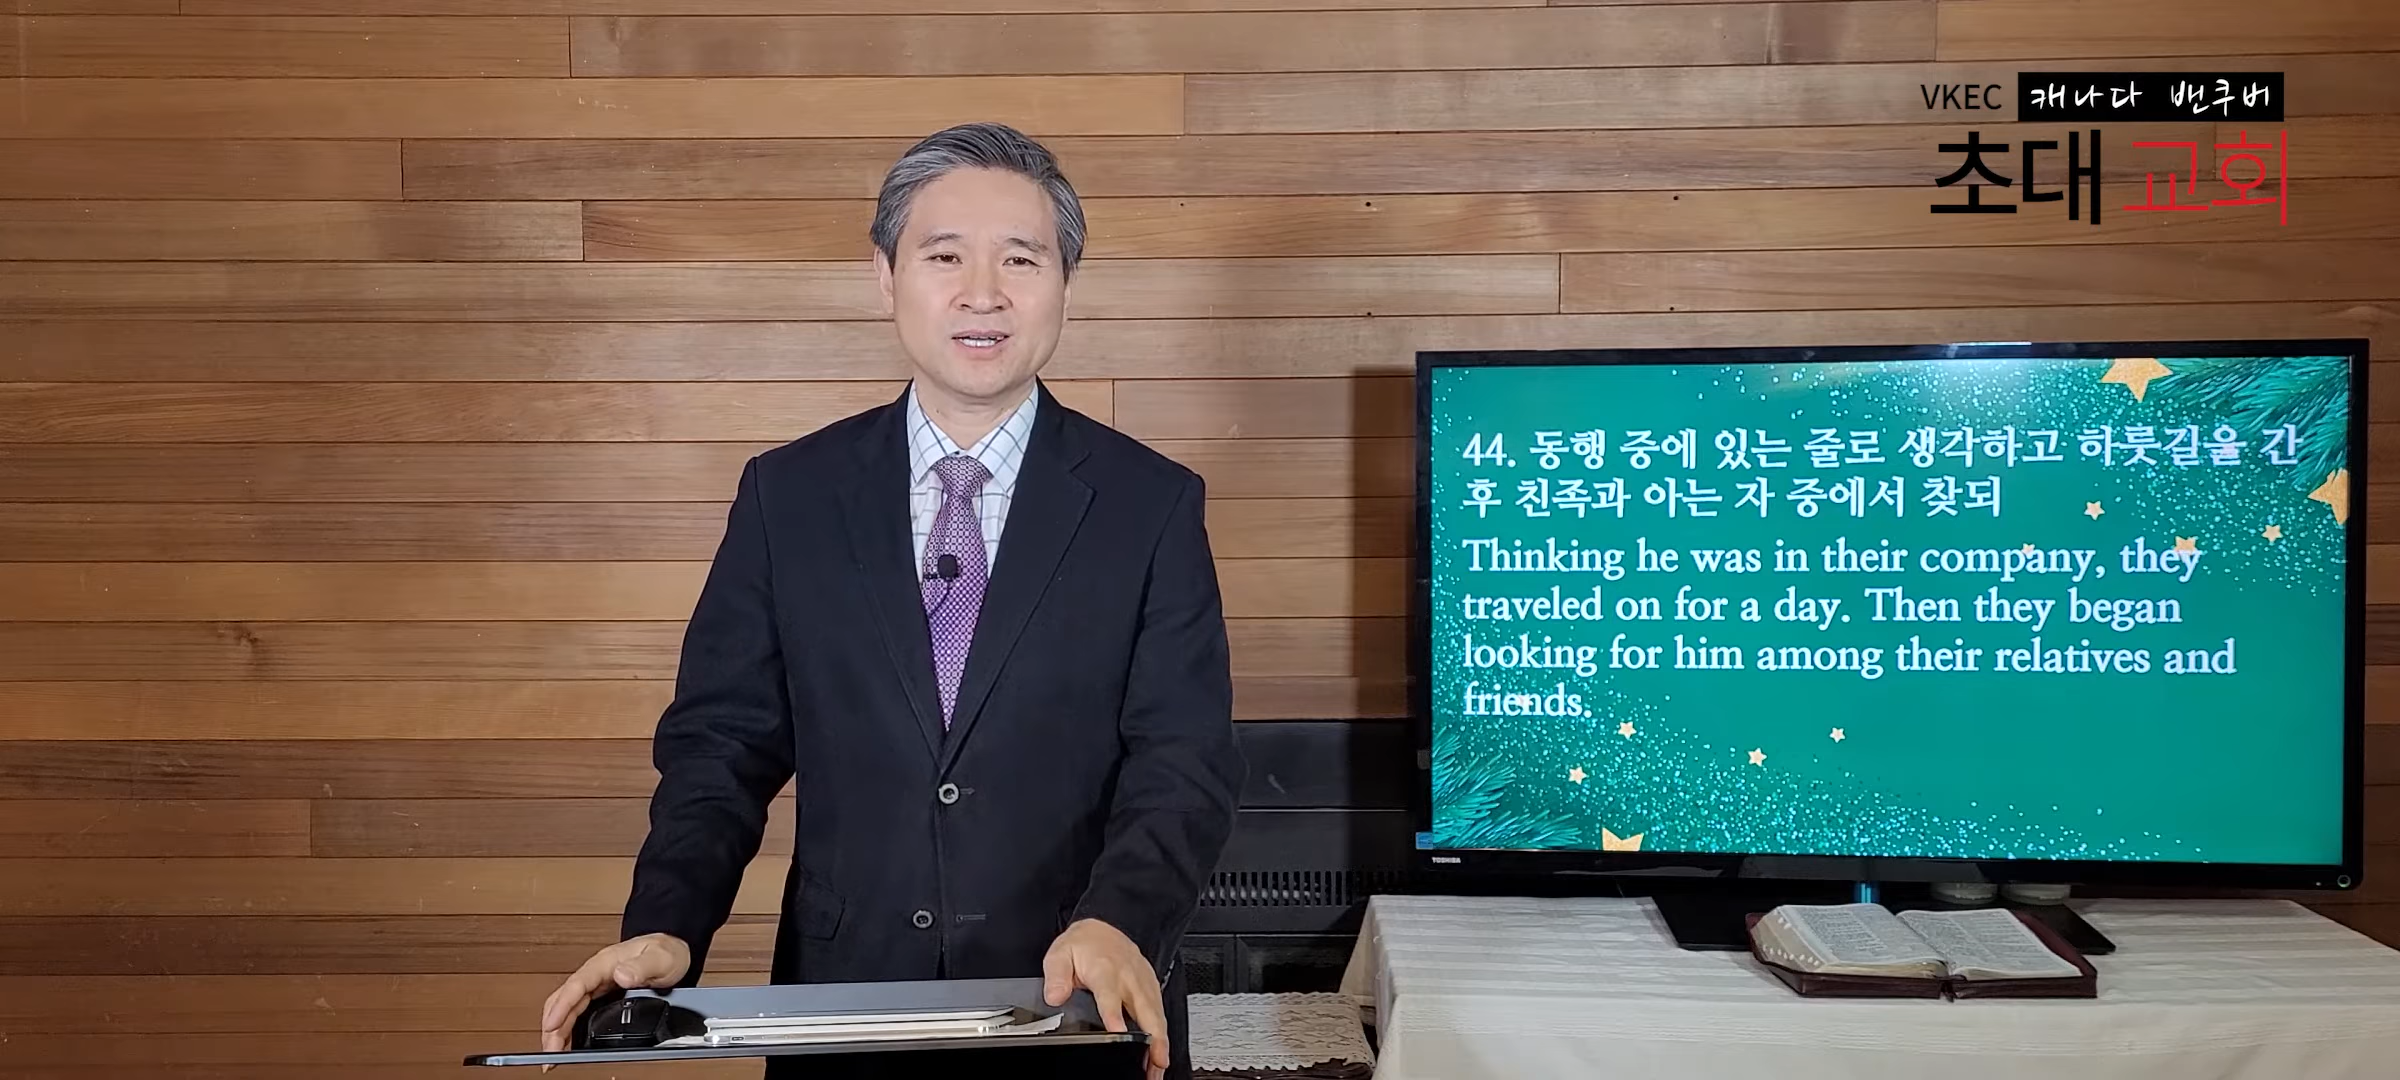 VKEC 캐나다 밴쿠버
초대교회
44. 동행 중에 있는 줄로 생각하고 하룻길을 간
후 친족과 아는 자 중에서 찾되
Thinking he was in their company, they
traveled on for a day. Then they began
looking for him among their relatives and
friends.
TOSHIBA